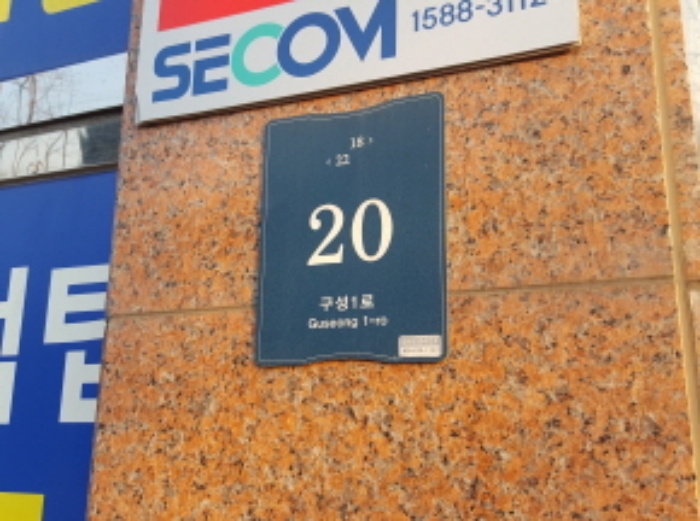 SECOM 1588-3112
18 >
< 22
20
구성1로
Guseong 1-ro